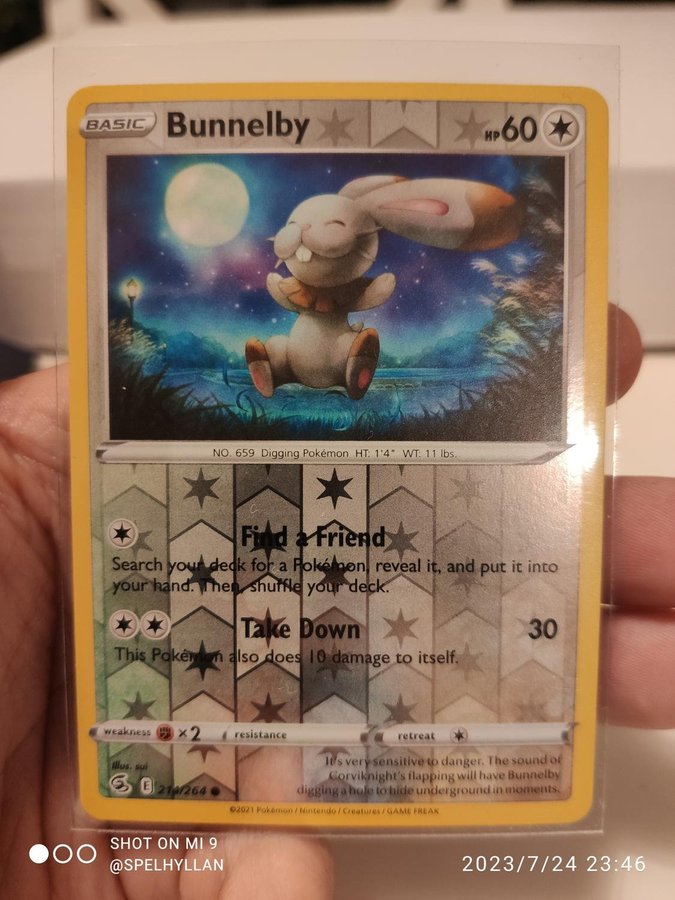 BASIC Bunnelby HP60
NO. 659 Digging Pokémon HT: 1'4" WT: 11 lbs.
Find a Friend
Search your deck for a Pokémon, reveal it, and put it into
your hand. Then, shuffle your deck.
Take Down 30
This Pokémon also does 10 damage to itself.
weakness ×2 resistance retreat
Illus. sui
E 214/264
It's very sensitive to danger. The sound of
Corviknight's flapping will have Bunnelby
digging a hole to hide underground in moments.
©2021 Pokémon / Nintendo / Creatures / GAME FREAK
SHOT ON MI 9
@SPELHYLLAN
2023/7/24 23:46